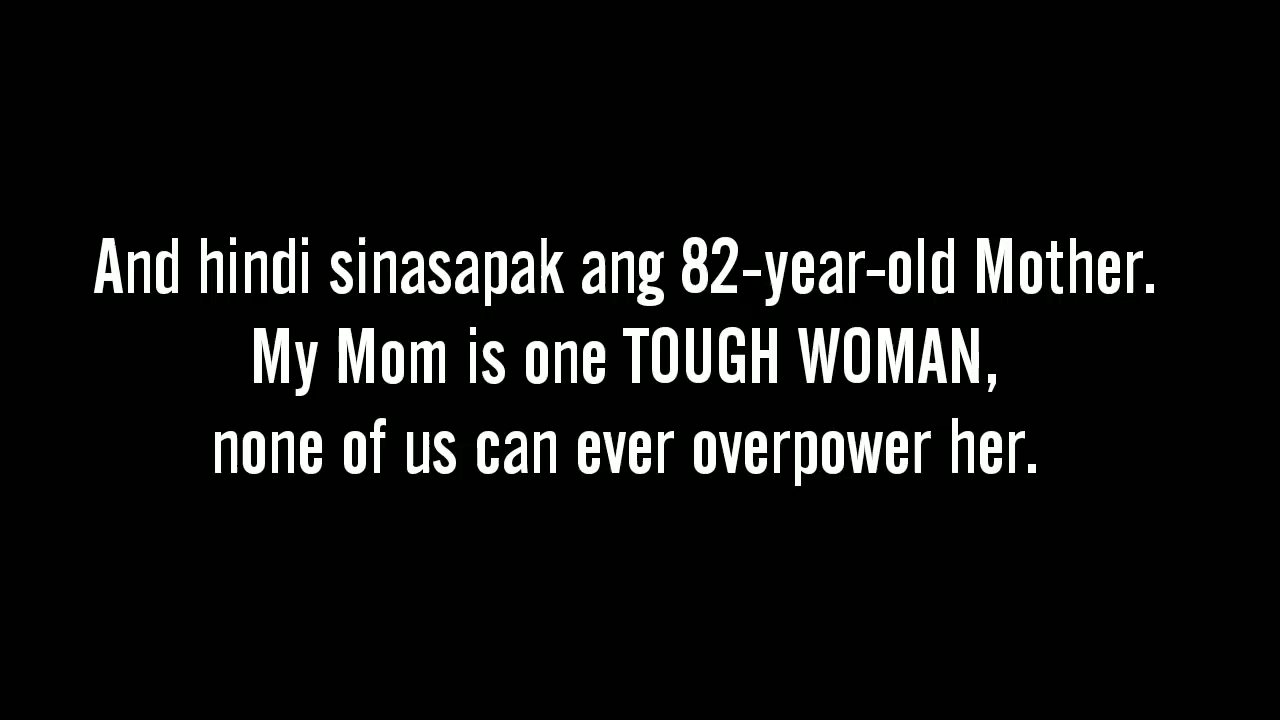 And hindi sinasapak ang 82-year-old Mother.
My Mom is one TOUGH WOMAN,
none of us can ever overpower her.